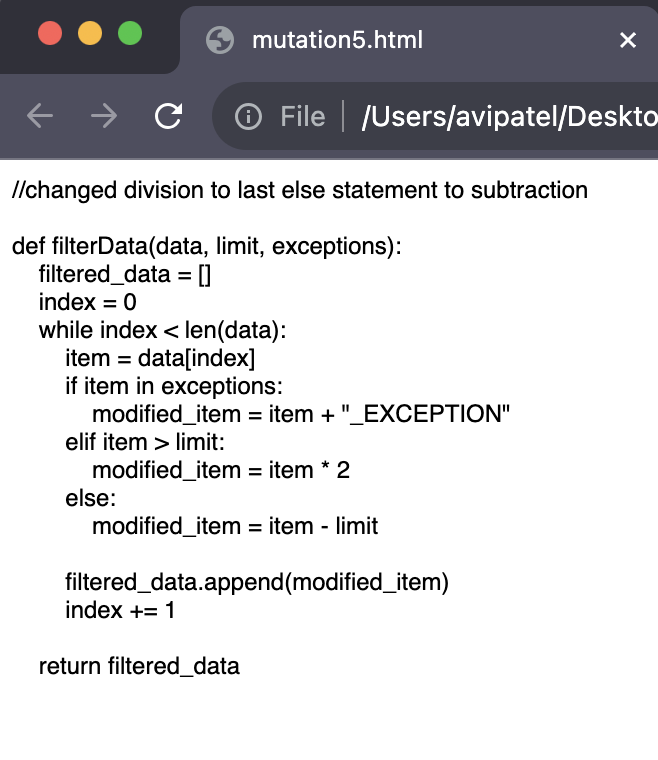 mutation5.html
File
/Users/avipatel/Deskto
//changed division to last else statement to subtraction
def filterData(data, limit, exceptions):
    filtered_data = []
    index = 0
    while index < len(data):
        item = data[index]
        if item in exceptions:
            modified_item = item + "_EXCEPTION"
        elif item > limit:
            modified_item = item * 2
        else:
            modified_item = item - limit
        filtered_data.append(modified_item)
        index += 1
    return filtered_data